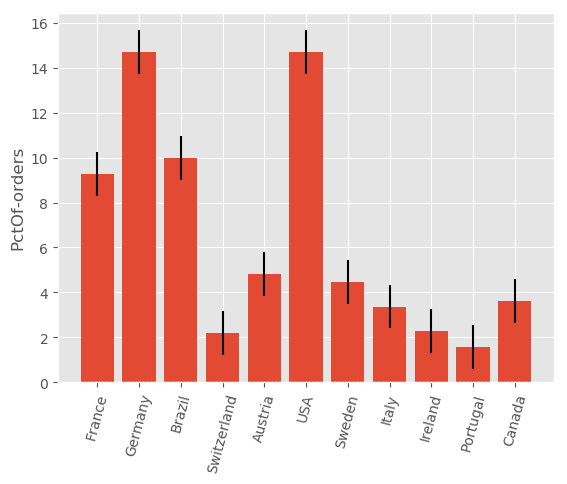 PctOf-orders
16
14
12
10
8
6
4
2
0
France
Germany
Brazil
Switzerland
Austria
USA
Sweden
Italy
Ireland
Portugal
Canada